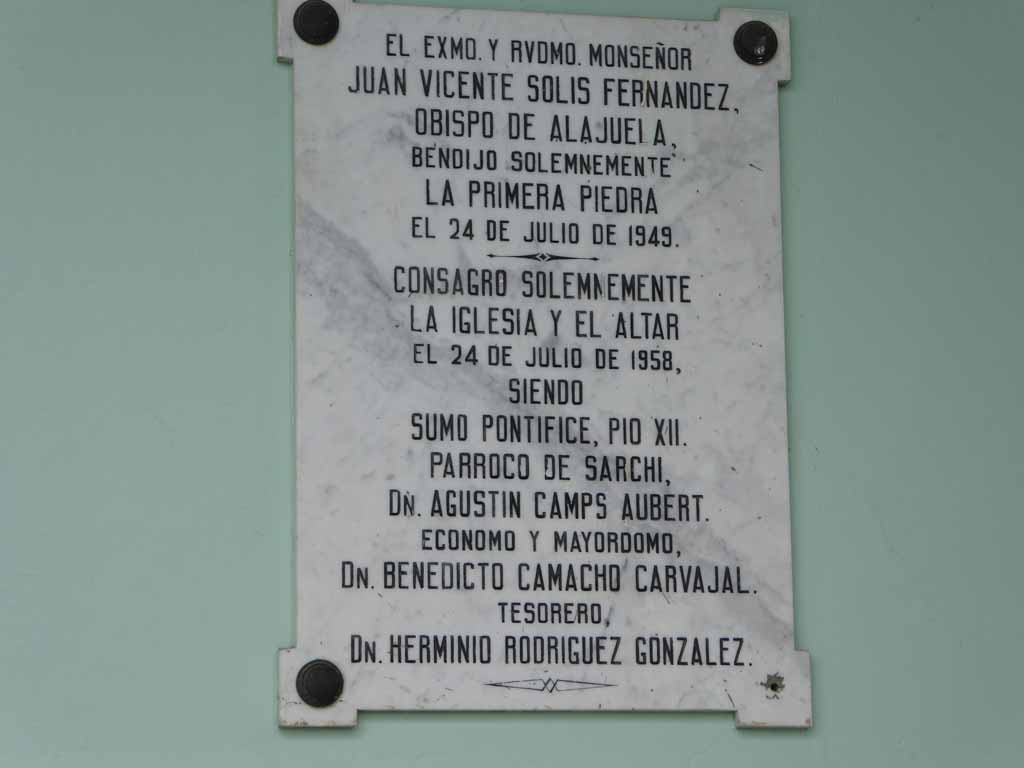 EL EXMO. Y RVDMO. MONSEÑOR
JUAN VICENTE SOLIS FERNANDEZ,
OBISPO DE ALAJUELA,
BENDIJO SOLEMNEMENTE
LA PRIMERA PIEDRA
EL 24 DE JULIO DE 1949.
CONSAGRO SOLEMNEMENTE
LA IGLESIA Y EL ALTAR
EL 24 DE JULIO DE 1958,
SIENDO
SUMO PONTIFICE, PIO XII.
PARROCO DE SARCHI,
DN. AGUSTIN CAMPS AUBERT.
ECONOMO Y MAYORDOMO,
DN. BENEDICTO CAMACHO CARVAJAL.
TESORERO,
DN. HERMINIO RODRIGUEZ GONZALEZ.